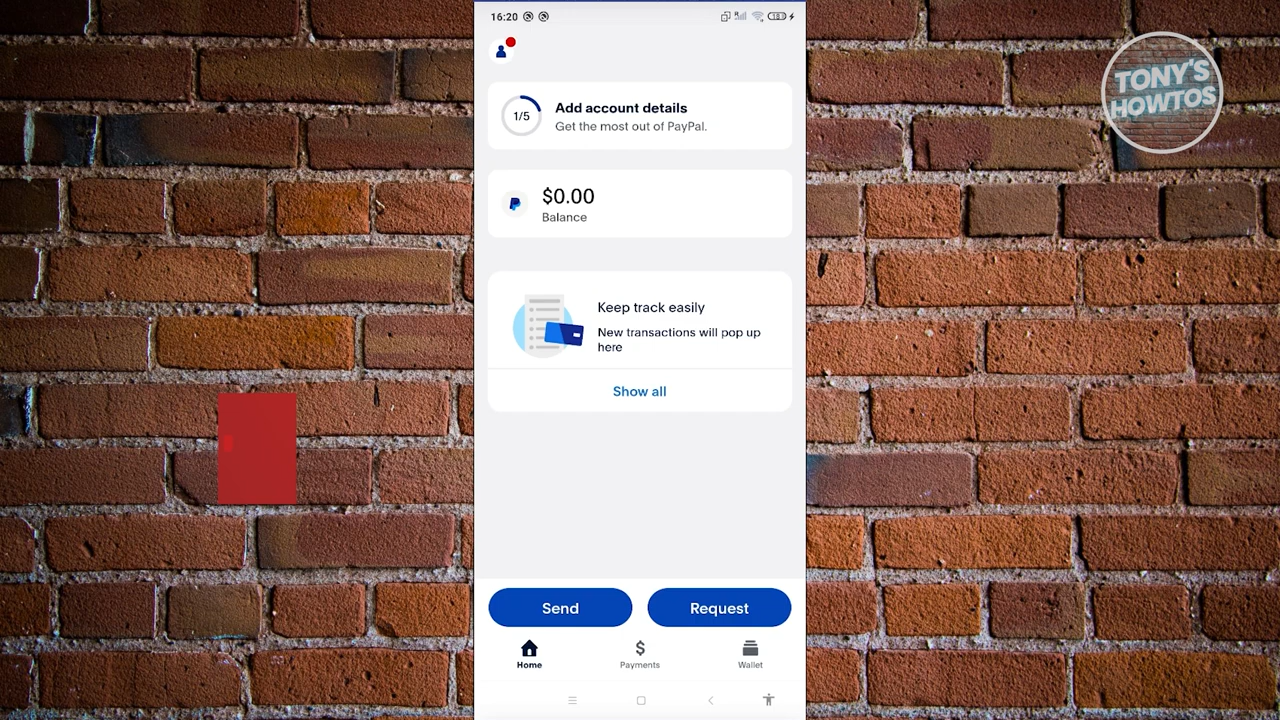 16:20
TONY'S
HOWTOS
1/5
Add account details
Get the most out of PayPal.
$0.00
Balance
Keep track easily
New transactions will pop up
here
Show all
Send
Request
Home
Payments
Wallet